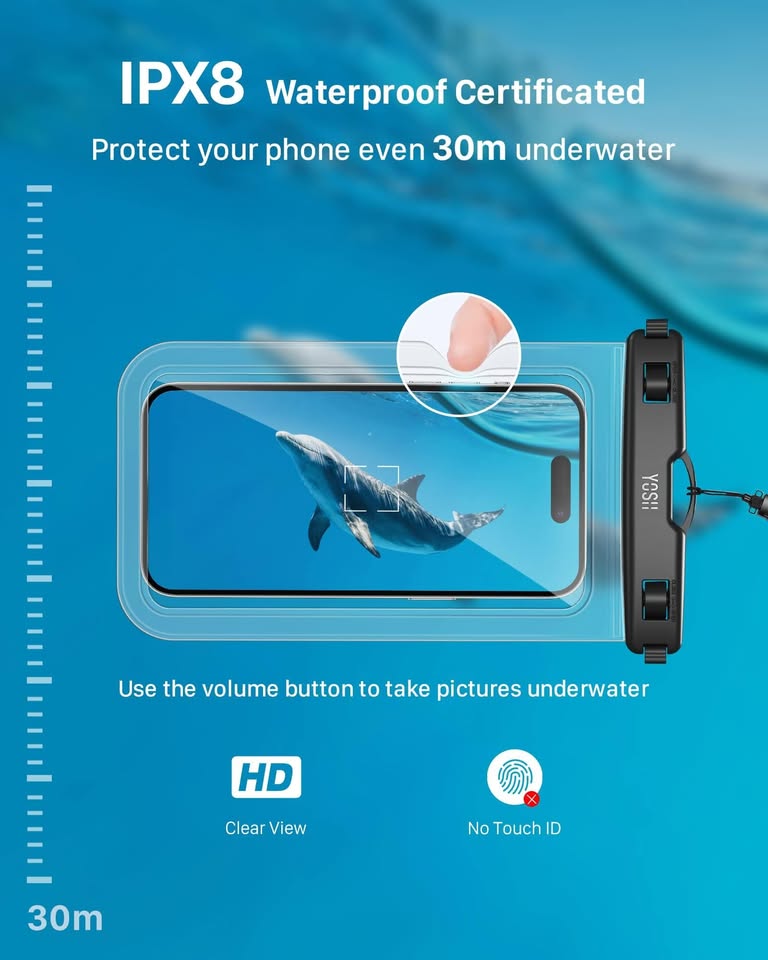 IPX8 Waterproof Certificated
Protect your phone even 30m underwater
YOSH
Use the volume button to take pictures underwater
HD
Clear View
No Touch ID
30m